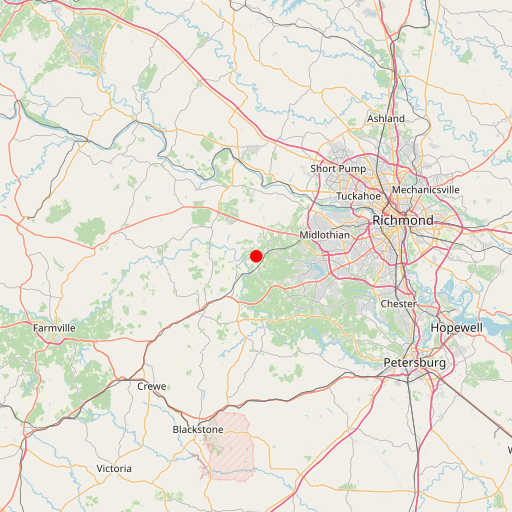 Ashland
Short Pump
Mechanicsville
Tuckahoe
Richmond
Midlothian
Chester
Hopewell
Farmville
Petersburg
Crewe
Blackstone
Victoria